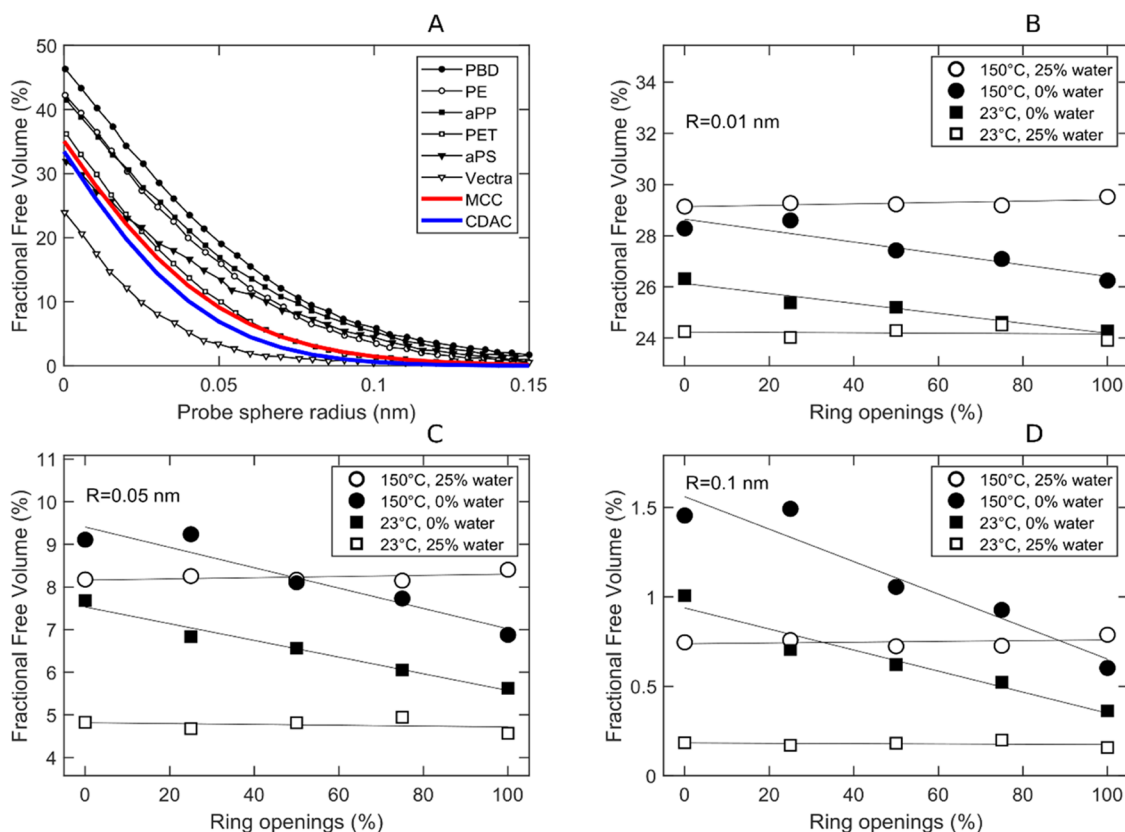 A
Fractional Free Volume (%)
50
40
30
20
10
0
PBD
PE
aPP
PET
aPS
Vectra
MCC
CDAC
0 0.05 0.1 0.15
Probe sphere radius (nm)
B
Fractional Free Volume (%)
34
32
30
28
26
24
R=0.01 nm
150°C, 25% water
150°C, 0% water
23°C, 0% water
23°C, 25% water
0 20 40 60 80 100
Ring openings (%)
C
Fractional Free Volume (%)
11
10
9
8
7
6
5
4
R=0.05 nm
150°C, 25% water
150°C, 0% water
23°C, 0% water
23°C, 25% water
0 20 40 60 80 100
Ring openings (%)
D
Fractional Free Volume (%)
1.5
1
0.5
0
R=0.1 nm
150°C, 25% water
150°C, 0% water
23°C, 0% water
23°C, 25% water
0 20 40 60 80 100
Ring openings (%)